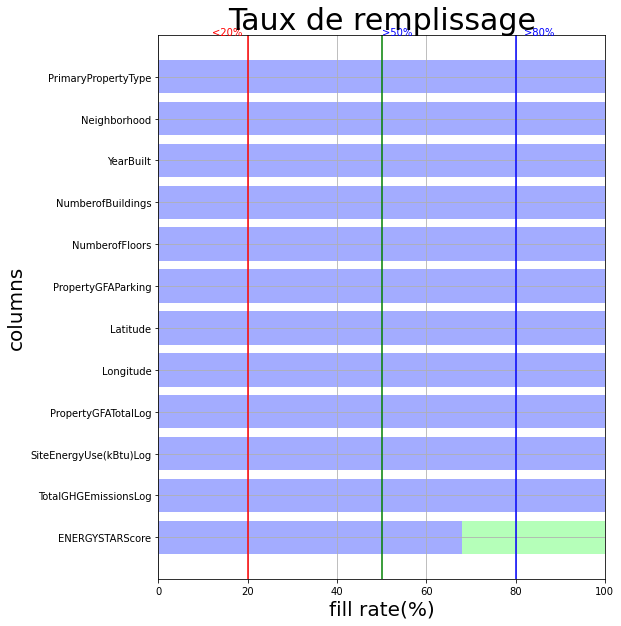 Taux de remplissage
<20% >50% >80%
PrimaryPropertyType
Neighborhood
YearBuilt
NumberofBuildings
NumberofFloors
PropertyGFAParking
Latitude
Longitude
PropertyGFATotalLog
SiteEnergyUse(kBtu)Log
TotalGHGEmissionsLog
ENERGYSTARScore
columns
0 20 40 60 80 100
fill rate(%)